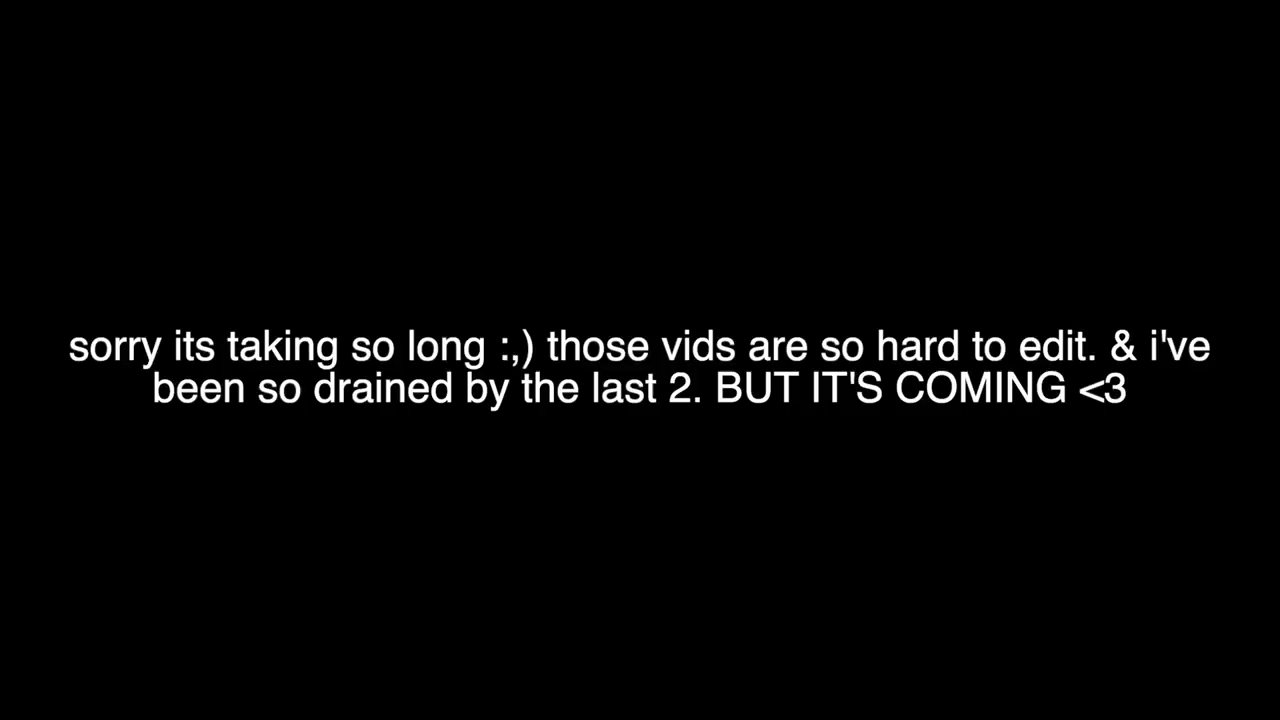 sorry its taking so long :,) those vids are so hard to edit. & i've
been so drained by the last 2. BUT IT'S COMING <3